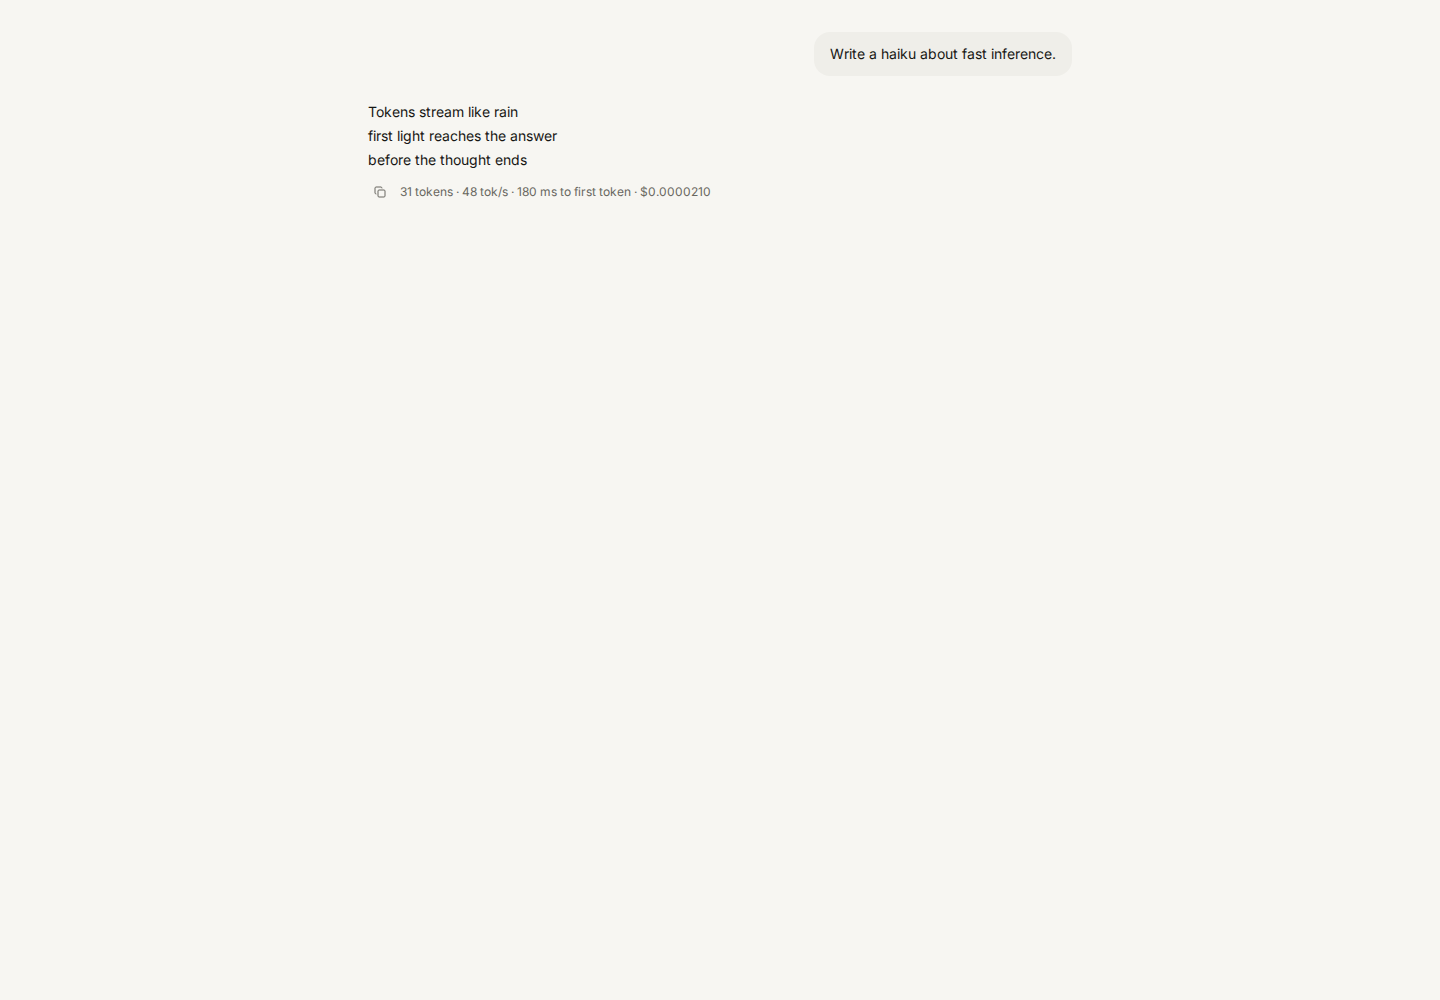 Write a haiku about fast inference.
Tokens stream like rain
first light reaches the answer
before the thought ends
31 tokens · 48 tok/s · 180 ms to first token · $0.0000210